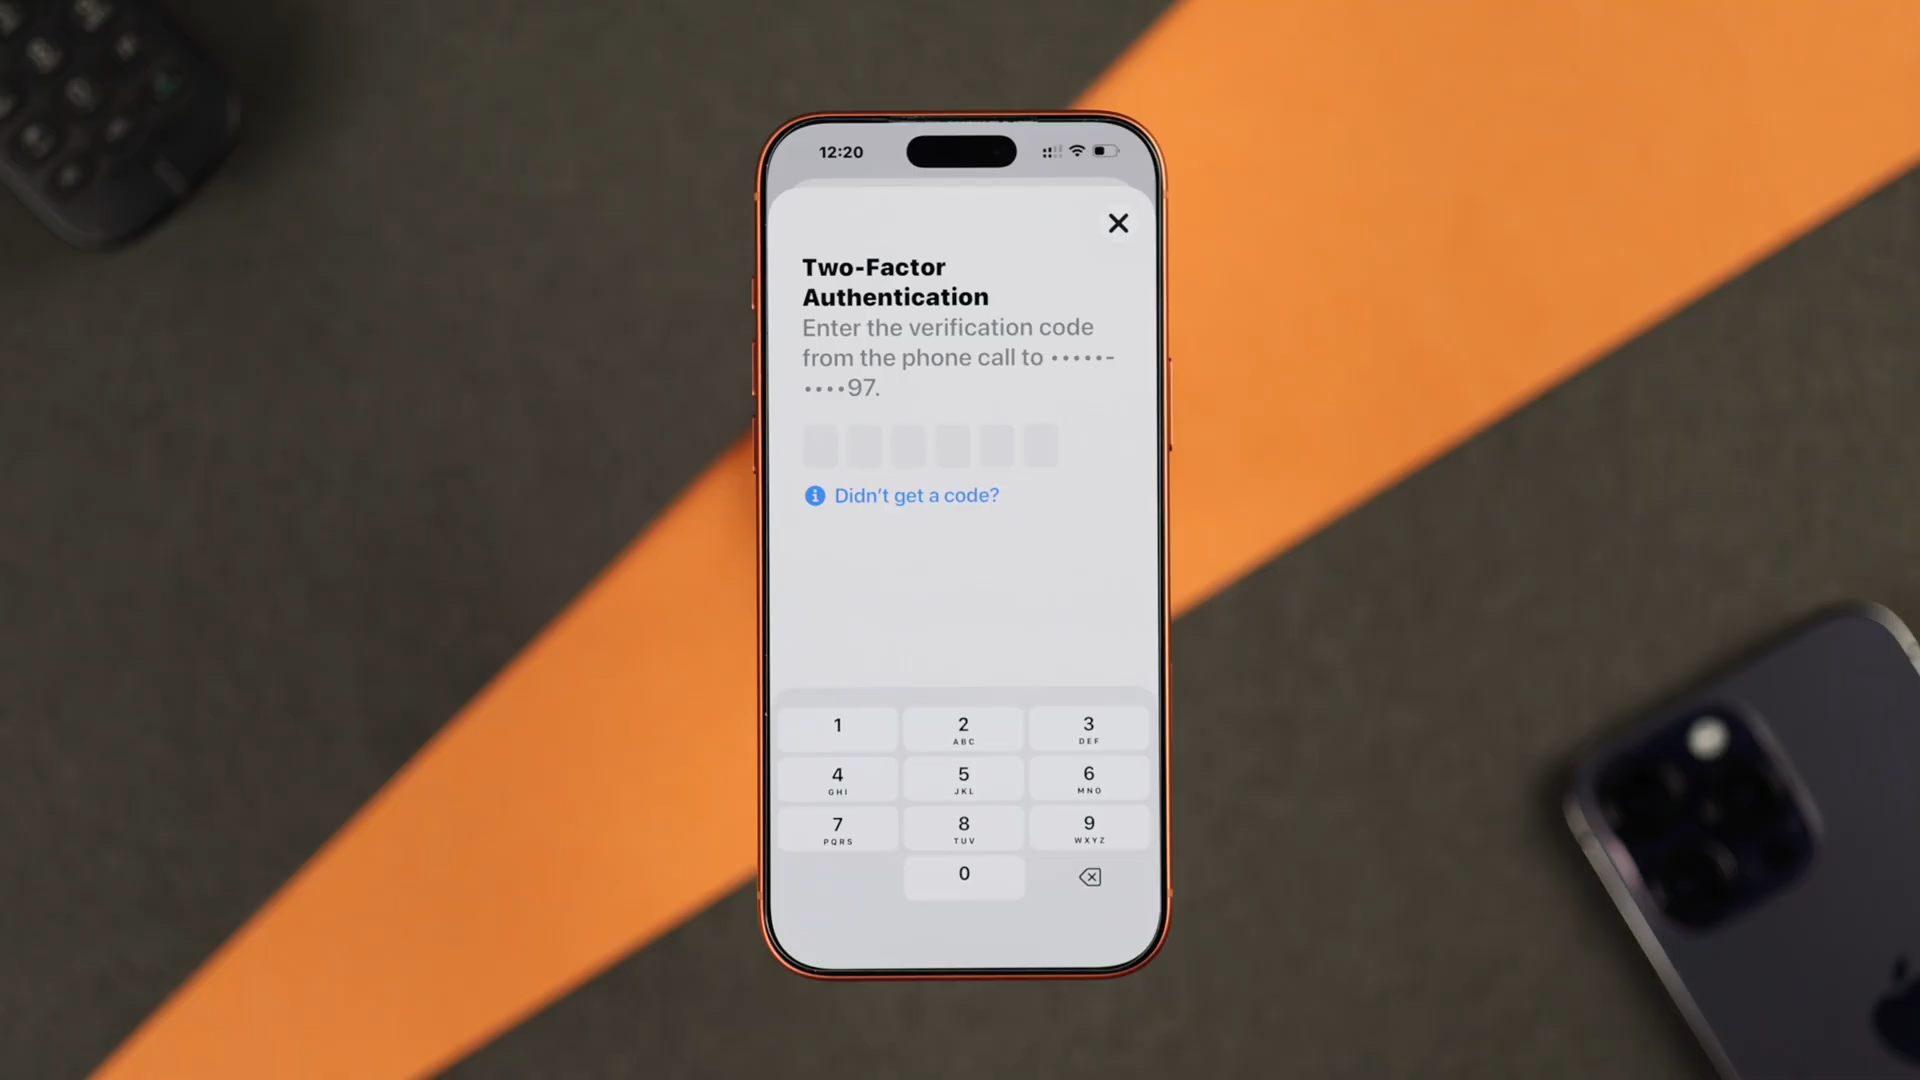 12:20
Two-Factor
Authentication
Enter the verification code
from the phone call to •••••-
••••97.
Didn't get a code?
1
2
ABC
3
DEF
4
GHI
5
JKL
6
MNO
7
PQRS
8
TUV
9
WXYZ
0